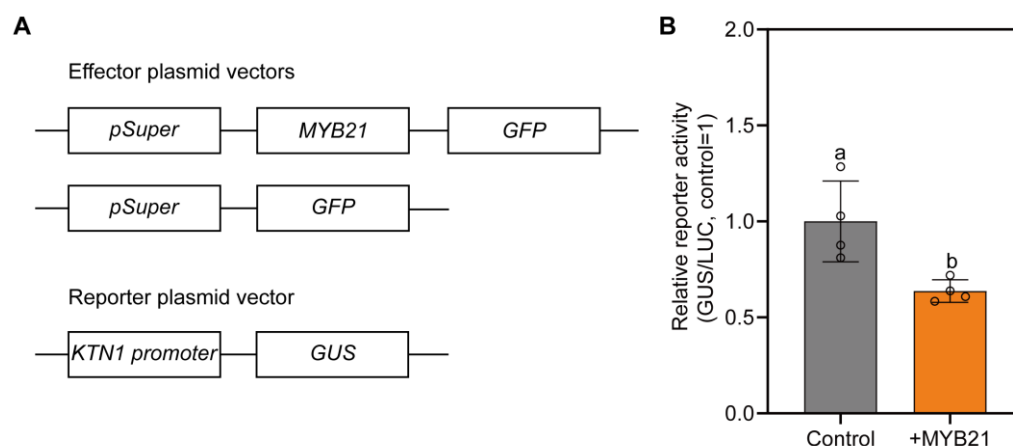 A
Effector plasmid vectors
pSuper MYB21 GFP
pSuper GFP
Reporter plasmid vector
KTN1 promoter GUS
B
Relative reporter activity
(GUS/LUC, control=1)
2.0
1.5
1.0
0.5
0.0
a
b
Control +MYB21